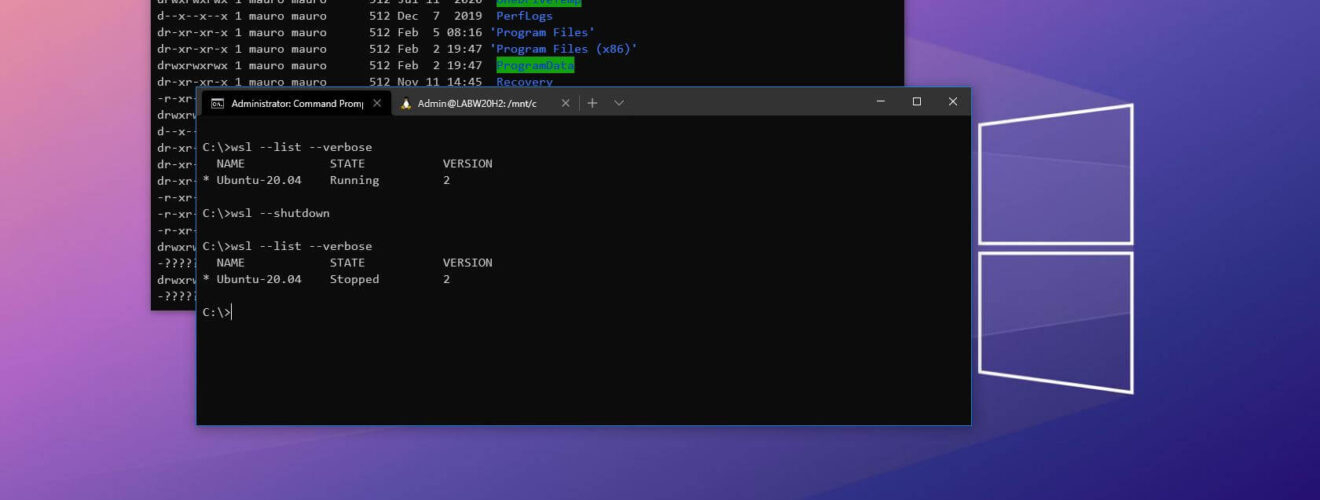 drwxrwxrwx 1 mauro mauro 512 Jul 11 2020 OneDriveTemp
d--x--x--x 1 mauro mauro 512 Dec 7 2019 PerfLogs
dr-xr-xr-x 1 mauro mauro 512 Feb 5 08:16 'Program Files'
dr-xr-xr-x 1 mauro mauro 512 Feb 2 19:47 'Program Files (x86)'
drwxrwxrwx 1 mauro mauro 512 Feb 2 19:47 ProgramData
dr-xr-xr-x 1 mauro mauro 512 Nov 11 14:45 Recovery
-r-xr
drwxrw
d--x--
dr-xr-
dr-xr-
dr-xr-
-r-xr-
-r-xr-
-r-xr-
drwxrw
-????
drwxrw
-????
Administrator: Command Promp
Admin@LABW20H2: /mnt/c
C:\>wsl --list --verbose
NAME STATE VERSION
* Ubuntu-20.04 Running 2
C:\>wsl --shutdown
C:\>wsl --list --verbose
NAME STATE VERSION
* Ubuntu-20.04 Stopped 2
C:\>